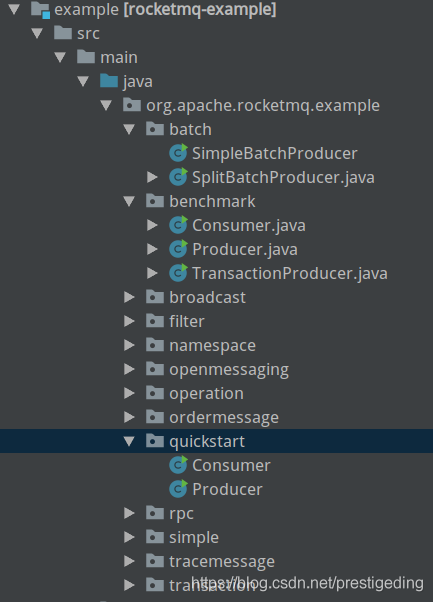 example [rocketmq-example]
src
main
java
org.apache.rocketmq.example
batch
SimpleBatchProducer
SplitBatchProducer.java
benchmark
Consumer.java
Producer.java
TransactionProducer.java
broadcast
filter
namespace
openmessaging
operation
ordermessage
quickstart
Consumer
Producer
rpc
simple
tracemessage
transaction
https://blog.csdn.net/prestigeding